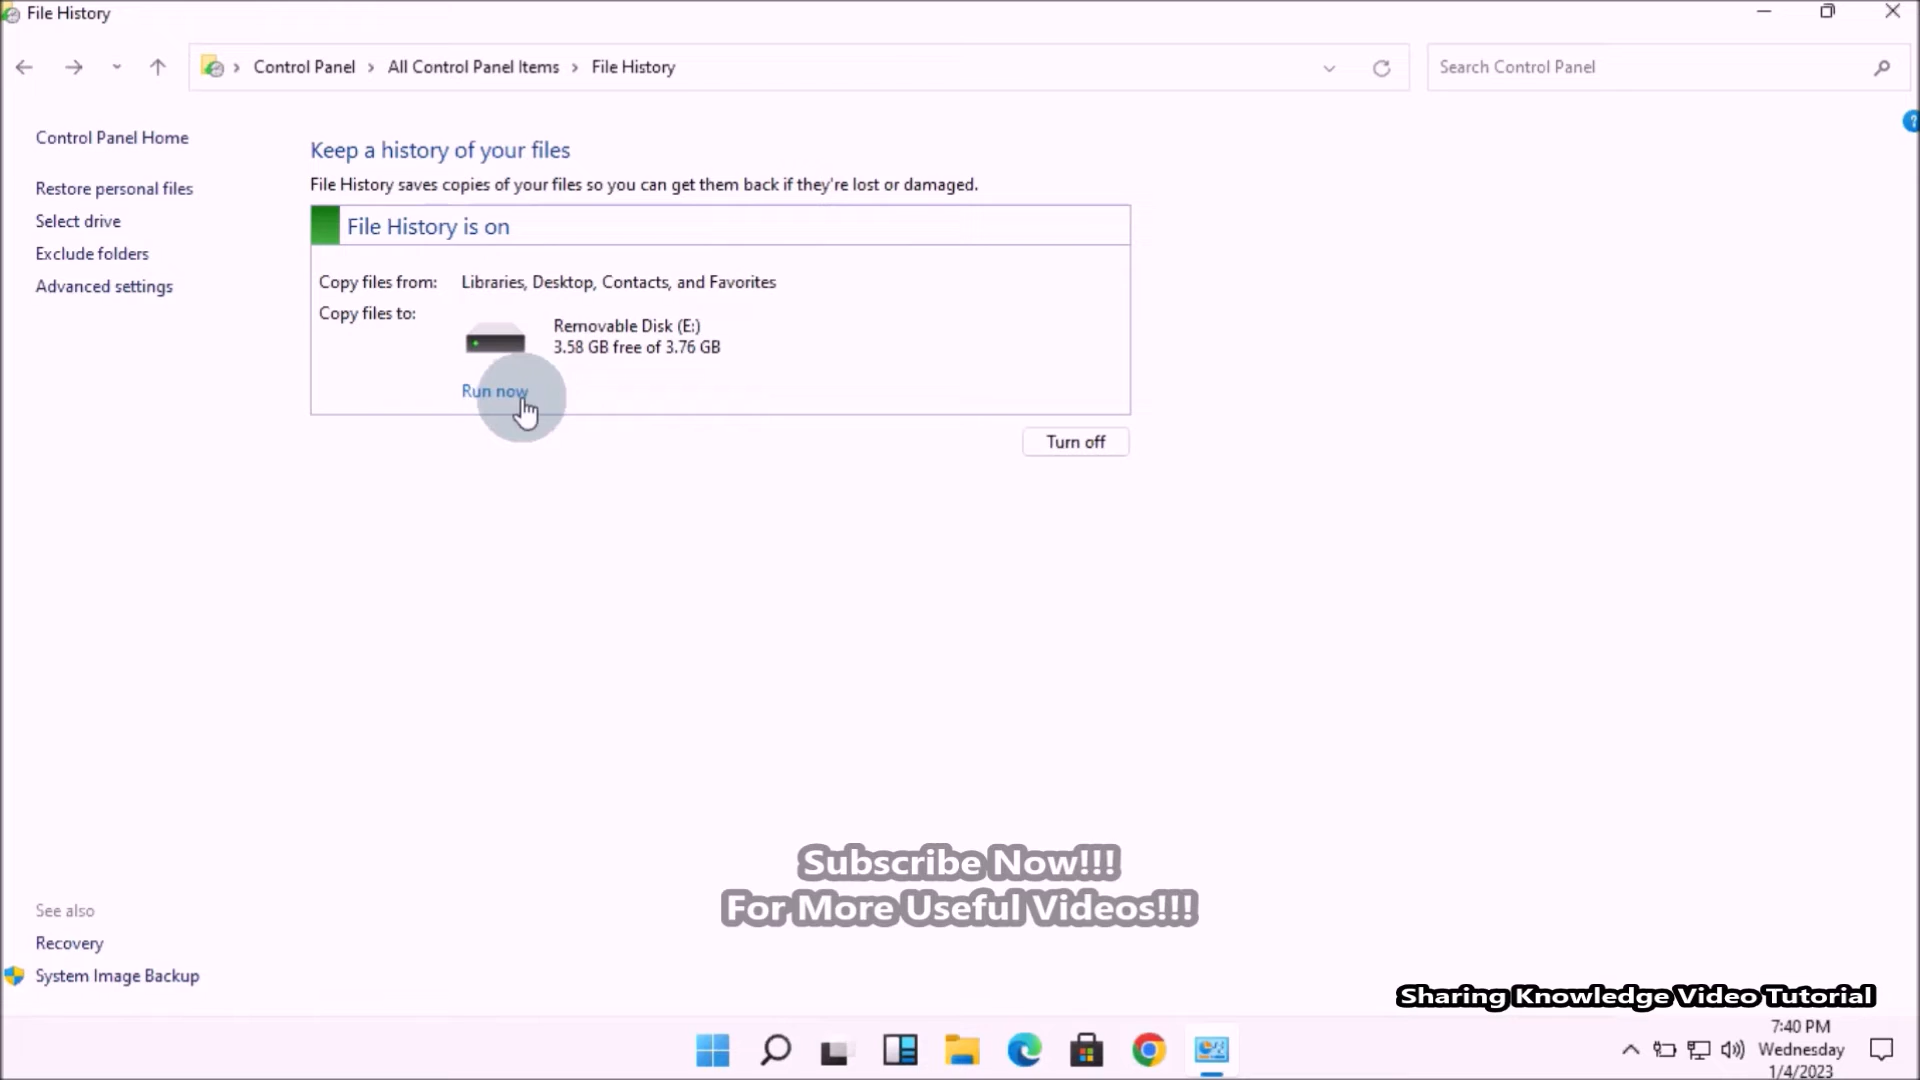 File History
Control Panel › All Control Panel Items › File History
Search Control Panel
Control Panel Home
Restore personal files
Select drive
Exclude folders
Advanced settings
Keep a history of your files
File History saves copies of your files so you can get them back if they're lost or damaged.
File History is on
Copy files from: Libraries, Desktop, Contacts, and Favorites
Copy files to:
Removable Disk (E:)
3.58 GB free of 3.76 GB
Run now
Turn off
Subscribe Now!!!
For More Useful Videos!!!
See also
Recovery
System Image Backup
Sharing Knowledge Video Tutorial
7:40 PM
Wednesday
1/4/2023